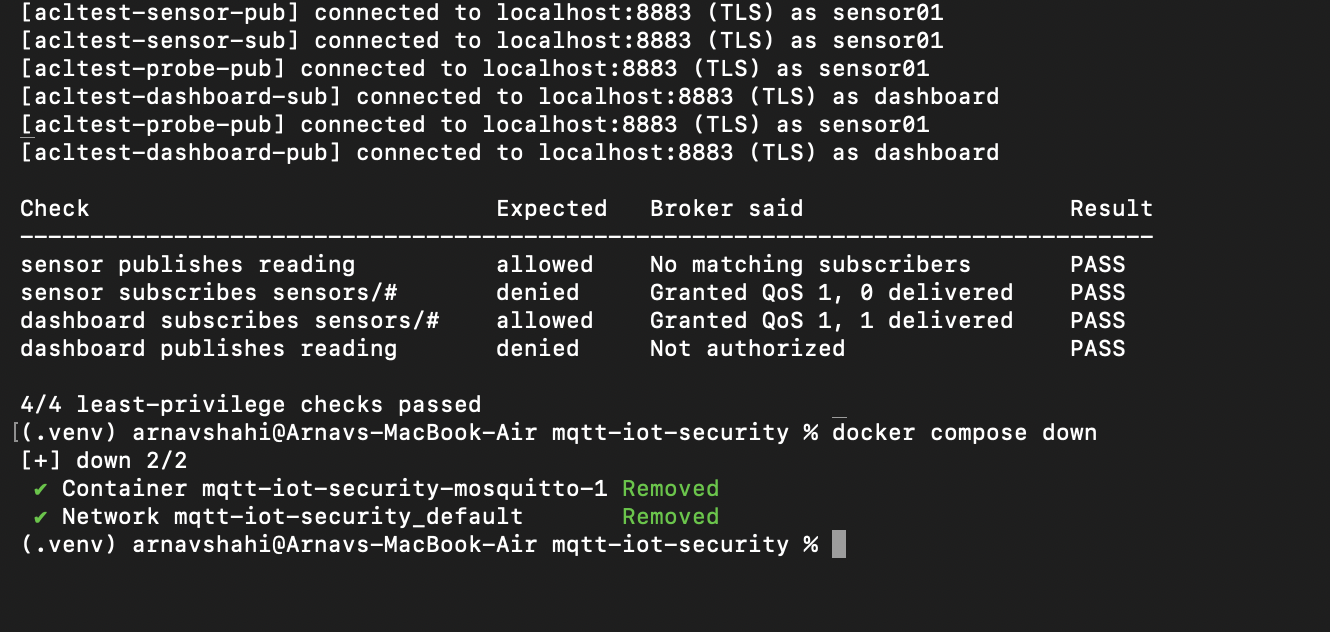 [acltest-sensor-pub] connected to localhost:8883 (TLS) as sensor01
[acltest-sensor-sub] connected to localhost:8883 (TLS) as sensor01
[acltest-probe-pub] connected to localhost:8883 (TLS) as sensor01
[acltest-dashboard-sub] connected to localhost:8883 (TLS) as dashboard
[acltest-probe-pub] connected to localhost:8883 (TLS) as sensor01
[acltest-dashboard-pub] connected to localhost:8883 (TLS) as dashboard
Check Expected Broker said Result
---------------------------------------------------------------------------------
sensor publishes reading allowed No matching subscribers PASS
sensor subscribes sensors/# denied Granted QoS 1, 0 delivered PASS
dashboard subscribes sensors/# allowed Granted QoS 1, 1 delivered PASS
dashboard publishes reading denied Not authorized PASS
4/4 least-privilege checks passed
(.venv) arnavshahi@Arnavs-MacBook-Air mqtt-iot-security % docker compose down
[+] down 2/2
✔ Container mqtt-iot-security-mosquitto-1 Removed
✔ Network mqtt-iot-security_default Removed
(.venv) arnavshahi@Arnavs-MacBook-Air mqtt-iot-security %